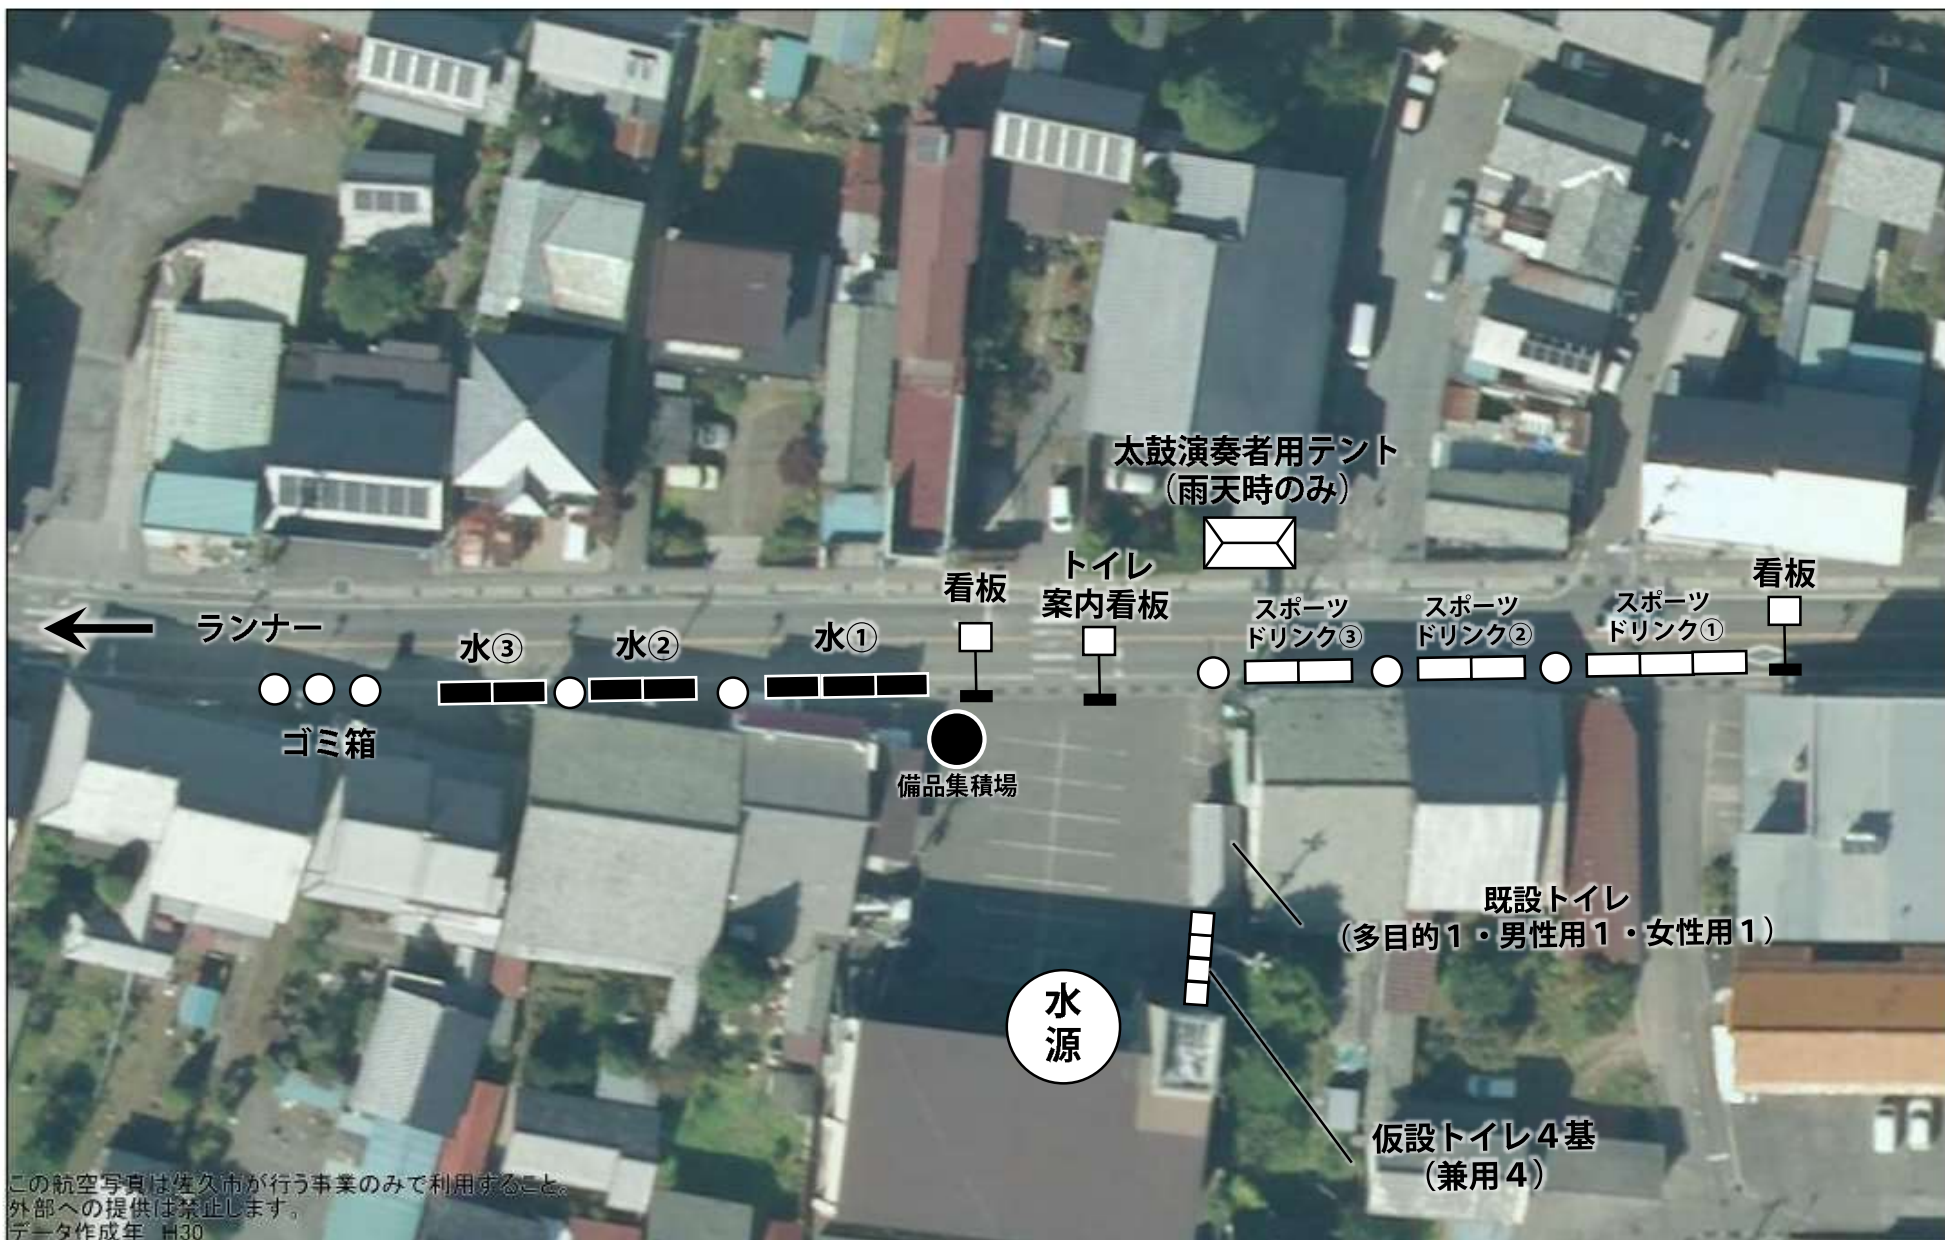 太鼓演奏者用テント
（雨天時のみ）
看板
トイレ
案内看板
スポーツ
ドリンク③
スポーツ
ドリンク②
スポーツ
ドリンク①
看板
ランナー
水③
水②
水①
ゴミ箱
備品集積場
既設トイレ
（多目的１・男性用１・女性用１）
水
源
仮設トイレ４基
（兼用４）
この航空写真は佐久市が行う事業のみで利用すること。
外部への提供は禁止します。
データ作成年 H30